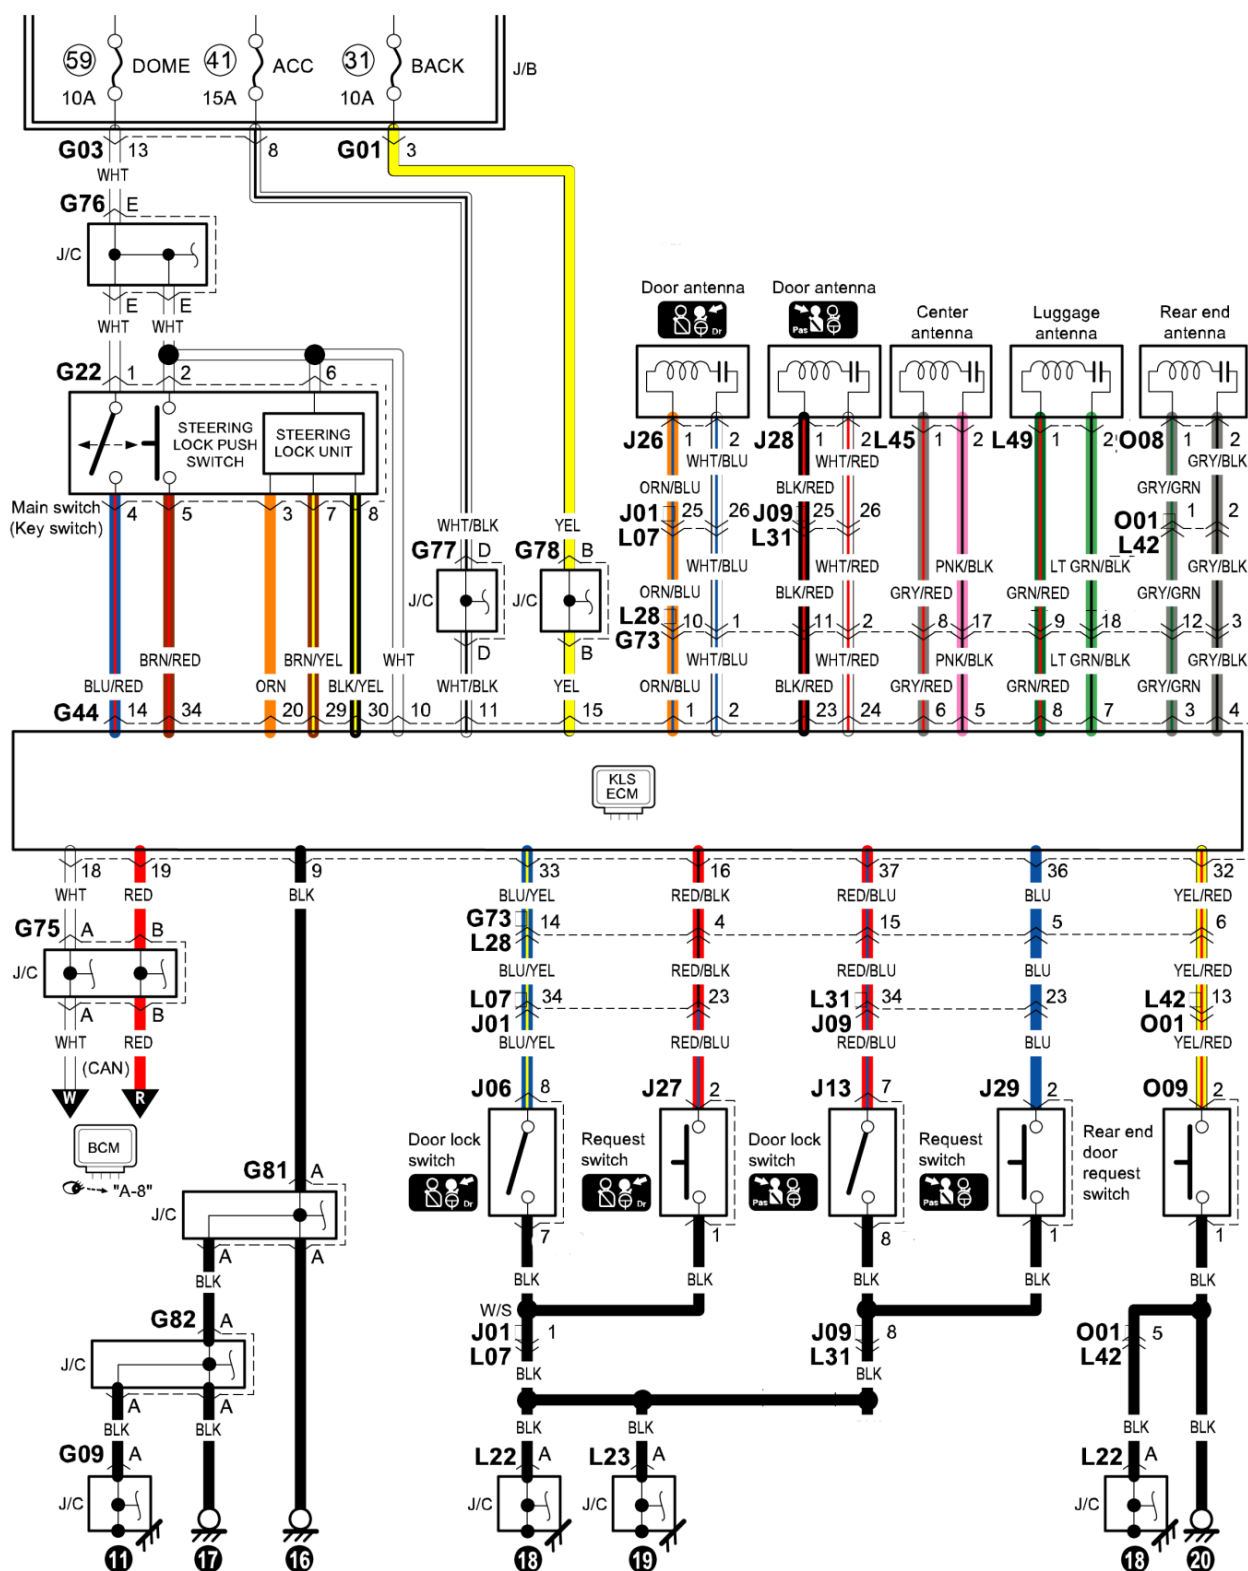 59 DOME 41 ACC 31 BACK J/B
10A 15A 10A
G03 13 8 G01 3
WHT
G76 E
J/C
E E
WHT WHT
Door antenna Door antenna
Dr Pas
Center antenna
Luggage antenna
Rear end antenna
G22 1 2 6
STEERING LOCK PUSH SWITCH
STEERING LOCK UNIT
Main switch (Key switch)
4 5 3 7 8
J26 1 2 J28 1 2 L45 1 2 L49 1 2 O08 1 2
WHT/BLU WHT/RED GRY/BLK
ORN/BLU BLK/RED GRY/GRN
J01 25 26 J09 25 26 O01 1 2
L07 L31 L42
WHT/BLK YEL
G77 D G78 B
J/C J/C
D B
WHT/BLU WHT/RED PNK/BLK LT GRN/BLK GRY/BLK
ORN/BLU BLK/RED GRY/RED GRN/RED GRY/GRN
L28 10 1 11 2 8 17 9 18 12 3
G73
BRN/RED BRN/YEL WHT WHT/BLU WHT/RED PNK/BLK LT GRN/BLK GRY/BLK
BLU/RED ORN BLK/YEL WHT/BLK YEL ORN/BLU BLK/RED GRY/RED GRN/RED GRY/GRN
G44 14 34 20 29 30 10 11 15 1 2 23 24 6 5 8 7 3 4
KLS
ECM
18 19 9 33 16 37 36 32
WHT RED BLK BLU/YEL RED/BLK RED/BLU BLU YEL/RED
G75 A B
G73 14 4 15 5 6
L28
J/C
BLU/YEL RED/BLK RED/BLU BLU YEL/RED
A B
L07 34 23 L31 34 23 L42 13
J01 J09 O01
WHT RED BLU/YEL RED/BLU RED/BLU BLU YEL/RED
(CAN)
W R
J06 8 J27 2 J13 7 J29 2 O09 2
BCM
"A-8"
Door lock switch
Dr
Request switch
Dr
Door lock switch
Pas
Request switch
Pas
Rear end door request switch
G81 A
J/C
A A
7 1 8 1 1
BLK BLK BLK BLK BLK BLK
W/S
G82 A
J01 1 J09 8 O01 5
L07 L31 L42
J/C
BLK BLK
A A
BLK BLK BLK BLK BLK BLK
G09 A L22 A L23 A L22 A
J/C J/C J/C J/C
11 17 16 18 19 18 20